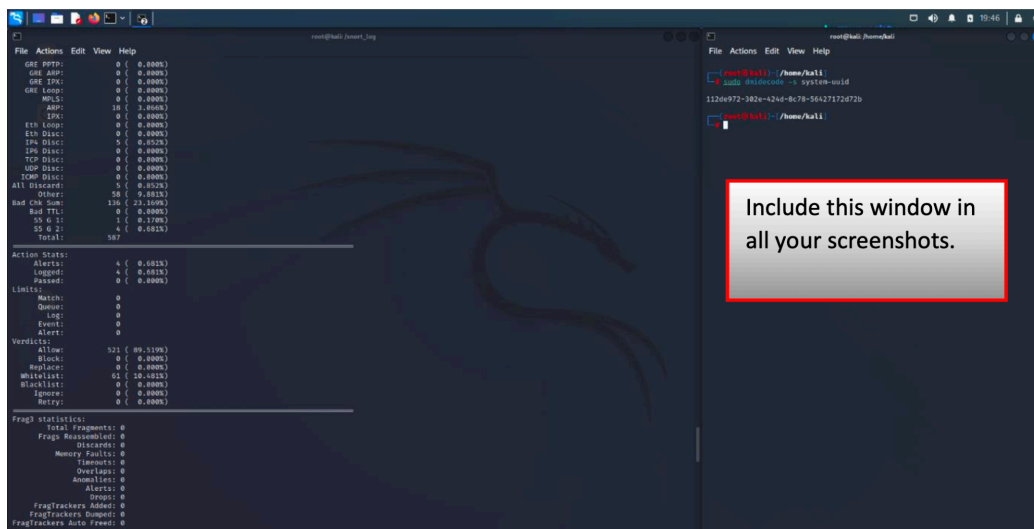 19:46
root@kali: /snort_log
File Actions Edit View Help
GRE PPTP: 0 ( 0.000%)
GRE ARP: 0 ( 0.000%)
GRE IPX: 0 ( 0.000%)
GRE Loop: 0 ( 0.000%)
MPLS: 0 ( 0.000%)
ARP: 18 ( 3.066%)
IPX: 0 ( 0.000%)
Eth Loop: 0 ( 0.000%)
Eth Disc: 0 ( 0.000%)
IP4 Disc: 5 ( 0.852%)
IP6 Disc: 0 ( 0.000%)
TCP Disc: 0 ( 0.000%)
UDP Disc: 0 ( 0.000%)
ICMP Disc: 0 ( 0.000%)
All Discard: 5 ( 0.852%)
Other: 58 ( 9.881%)
Bad Chk Sum: 136 ( 23.169%)
Bad TTL: 0 ( 0.000%)
S5 G 1: 1 ( 0.170%)
S5 G 2: 4 ( 0.681%)
Total: 587
Action Stats:
Alerts: 4 ( 0.681%)
Logged: 4 ( 0.681%)
Passed: 0 ( 0.000%)
Limits:
Match: 0
Queue: 0
Log: 0
Event: 0
Alert: 0
Verdicts:
Allow: 521 ( 89.519%)
Block: 0 ( 0.000%)
Replace: 0 ( 0.000%)
Whitelist: 61 ( 10.481%)
Blacklist: 0 ( 0.000%)
Ignore: 0 ( 0.000%)
Retry: 0 ( 0.000%)
Frag3 statistics:
Total Fragments: 0
Frags Reassembled: 0
Discards: 0
Memory Faults: 0
Timeouts: 0
Overlaps: 0
Anomalies: 0
Alerts: 0
Drops: 0
FragTrackers Added: 0
FragTrackers Dumped: 0
FragTrackers Auto Freed: 0
root@kali: /home/kali
File Actions Edit View Help
(root@kali)-[/home/kali]
# sudo dmidecode -s system-uuid
112de972-302e-424d-8c78-56427172d72b
(root@kali)-[/home/kali]
#
Include this window in
all your screenshots.